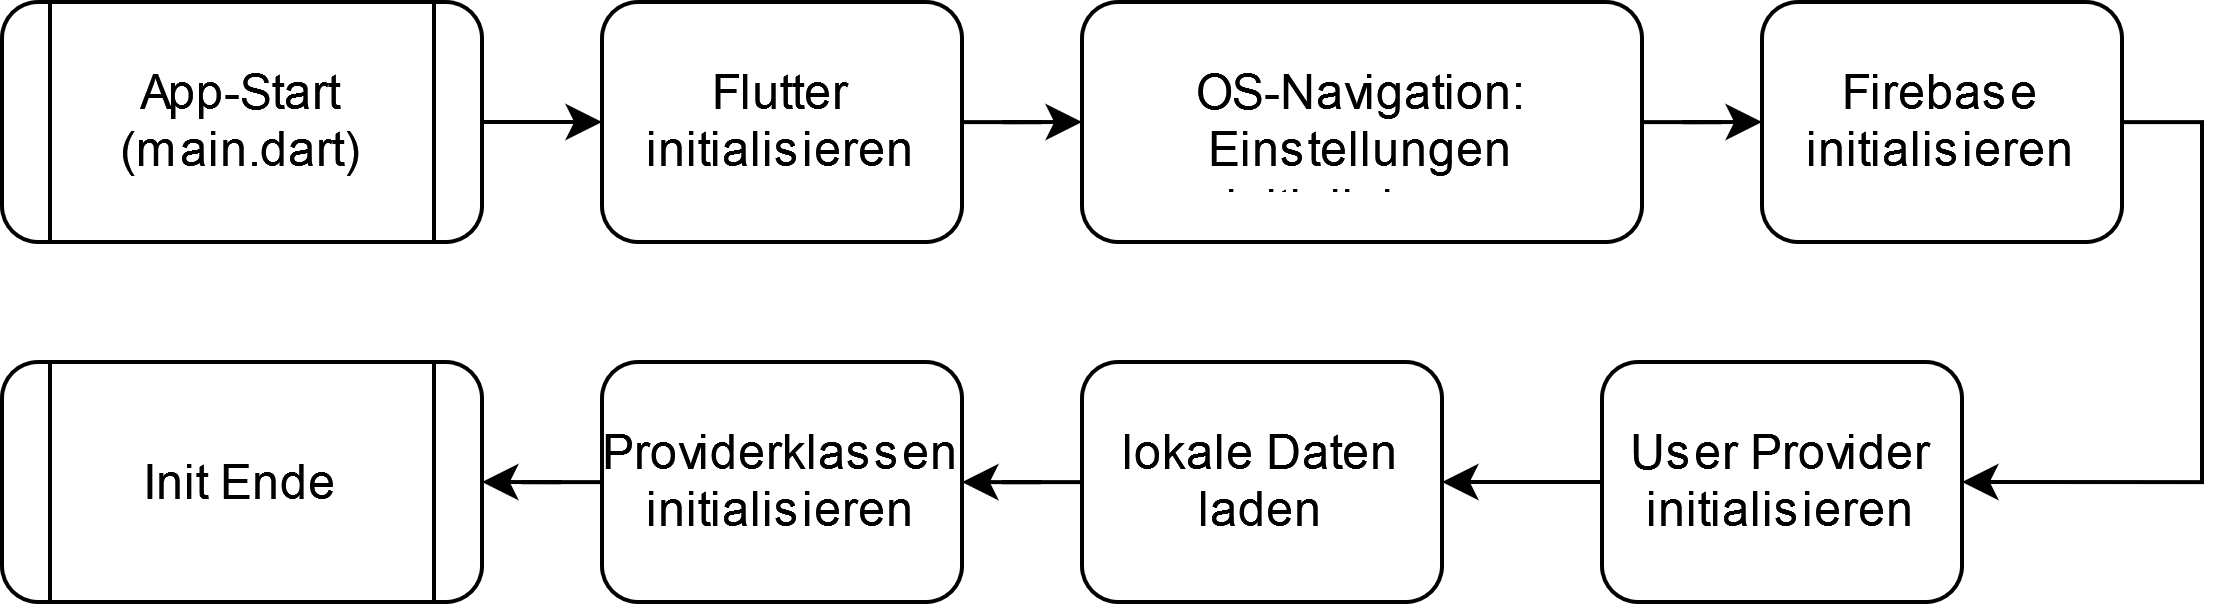 App-Start
(main.dart)
Flutter
initialisieren
OS-Navigation:
Einstellungen
Firebase
initialisieren
User Provider
initialisieren
lokale Daten
laden
Providerklassen
initialisieren
Init Ende